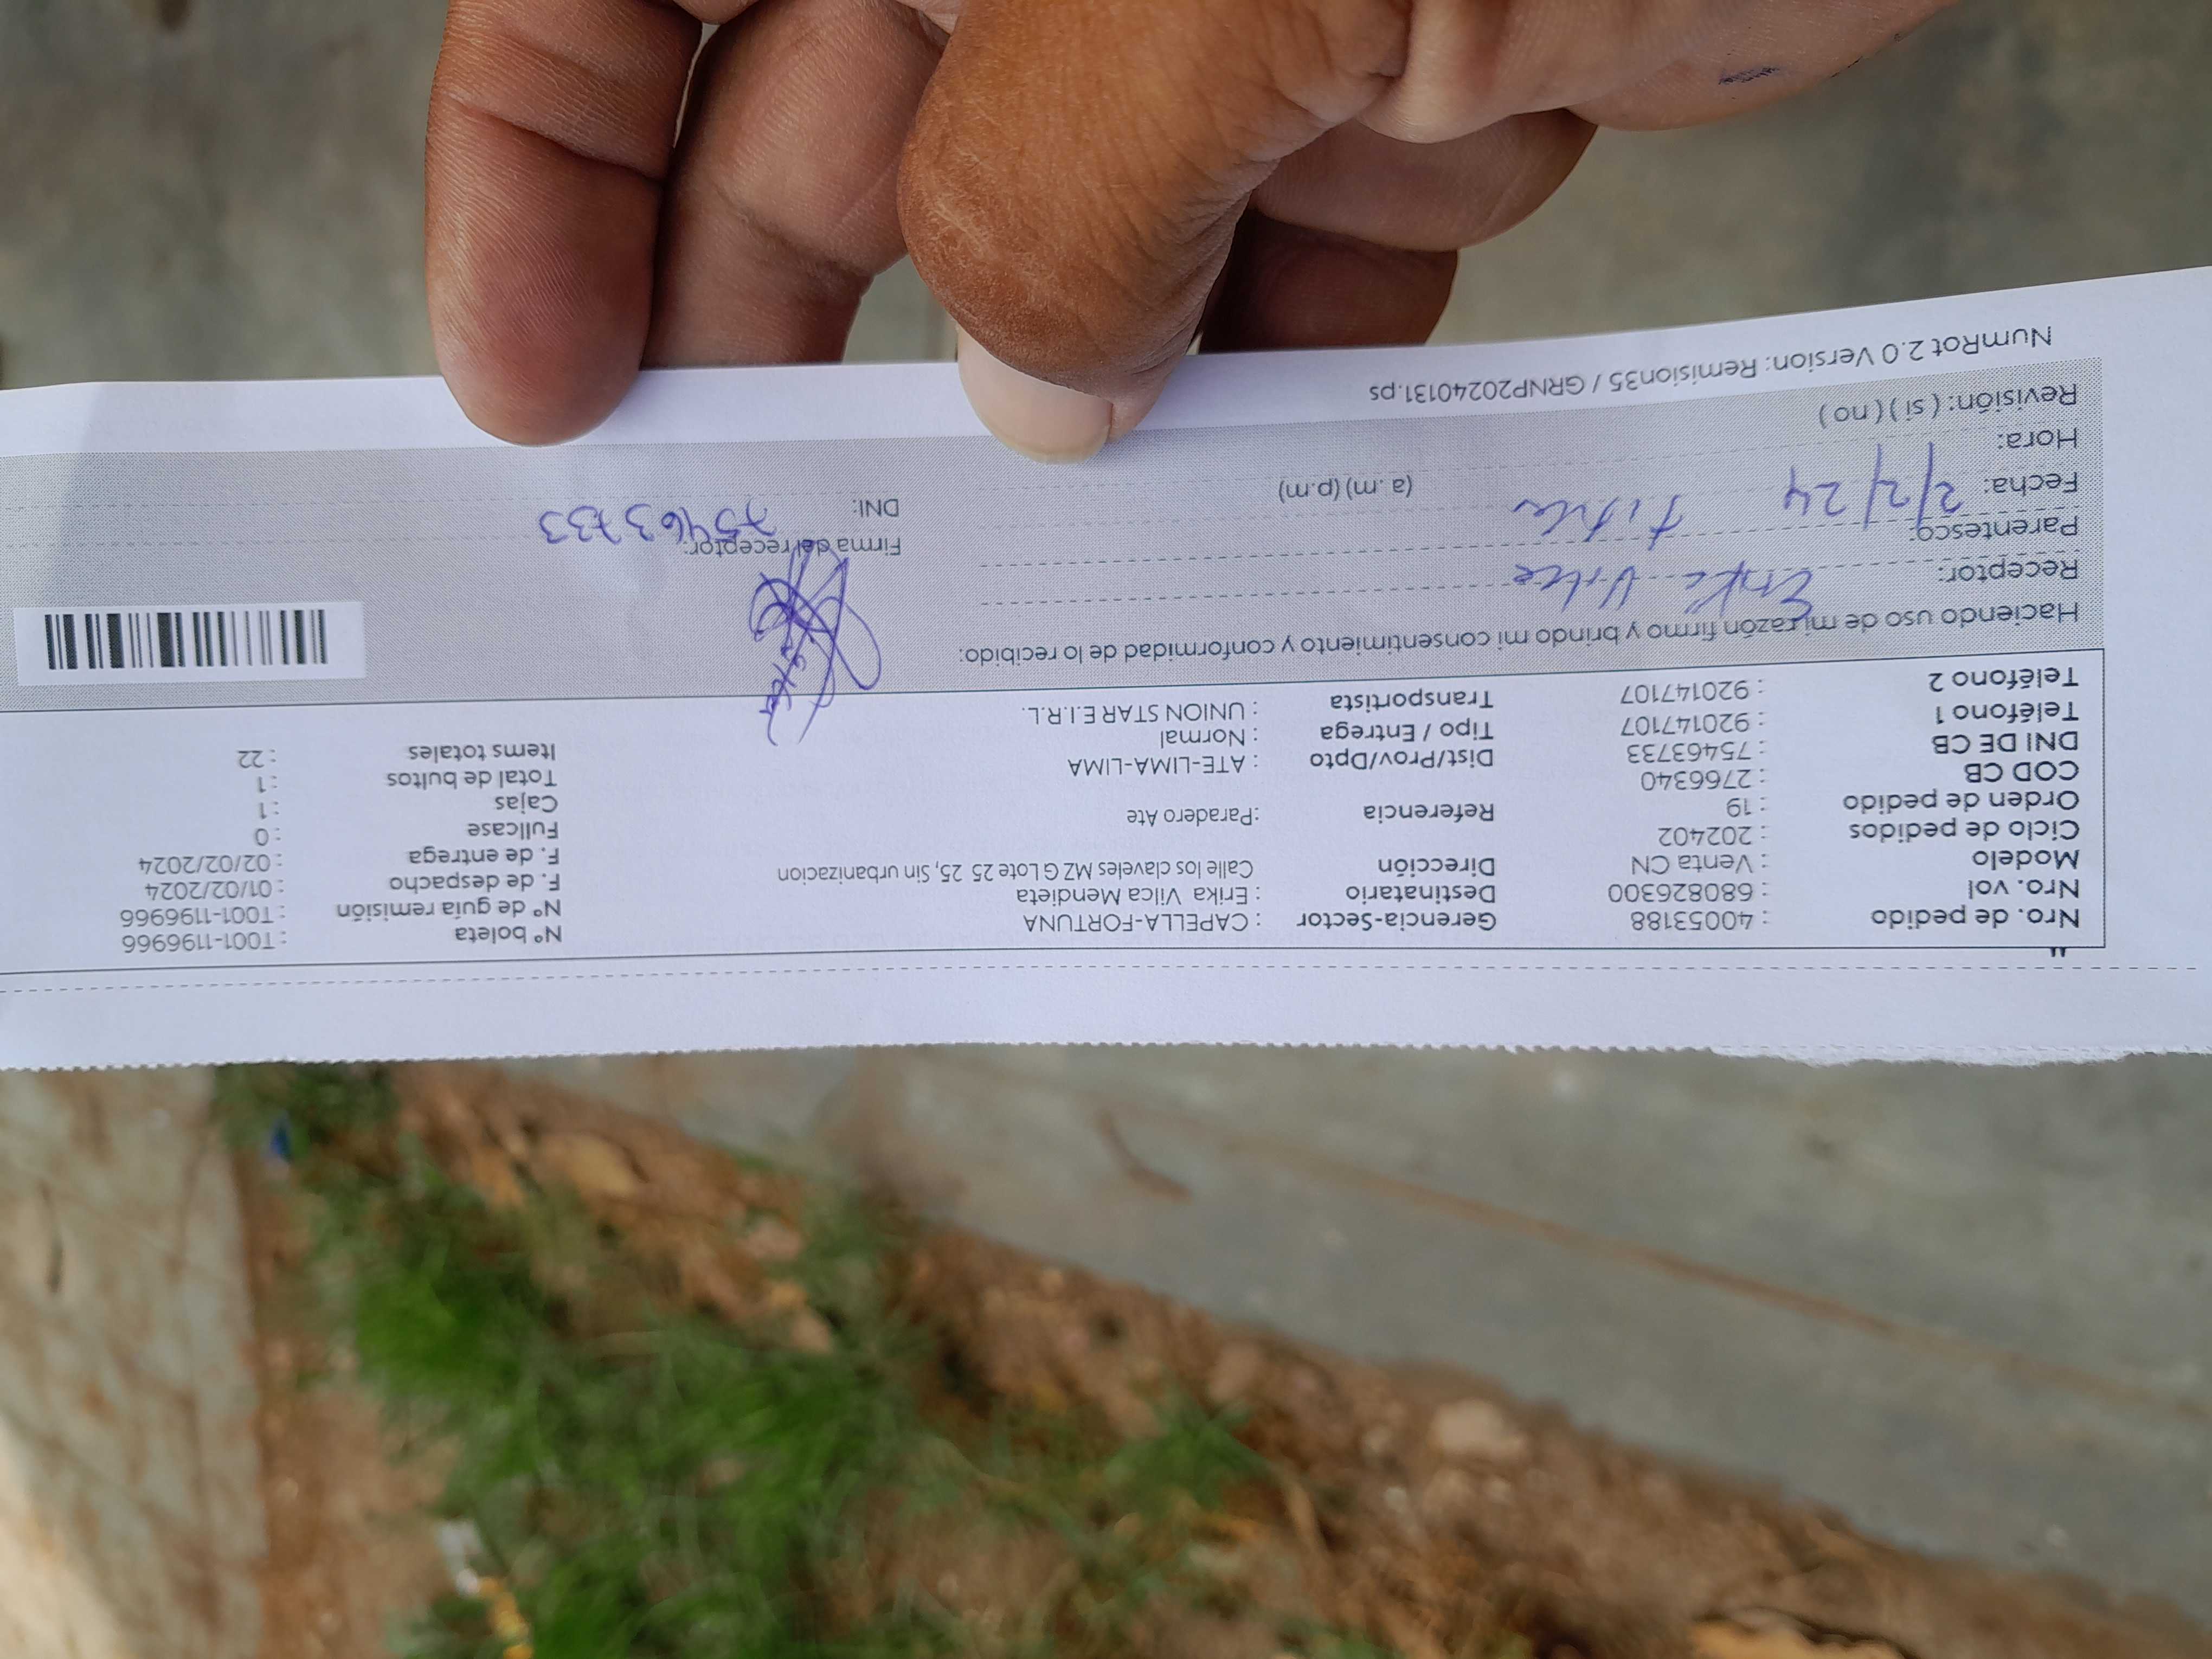 Nro. de pedido : 40053188 Gerencia-Sector : CAPELLA-FORTUNA Nº boleta : T001-1196966
Nro. vol : 680826300 Destinatario : Erika Vilca Mendieta Nº de guía remisión : T001-1196966
Modelo : Venta CN Dirección Calle los claveles MZ G Lote 25 25, Sin urbanizacion F. de despacho : 01/02/2024
Ciclo de pedidos : 202402 F. de entrega : 02/02/2024
Orden de pedido : 19 Referencia :Paradero Ate Fullcase : 0
COD CB : 2766340 Cajas : 1
DNI DE CB : 75463733 Dist/Prov/Dpto : ATE-LIMA-LIMA Total de bultos : 1
Teléfono 1 : 920147107 Tipo / Entrega : Normal Items totales : 22
Teléfono 2 : 920147107 Transportista : UNION STAR E.I.R.L.
Haciendo uso de mi razón firmo y brindo mi consentimiento y conformidad de lo recibido:
Receptor: Erika Vilca
Parentesco: Firma del receptor:
Fecha: 2/2/24 titular DNI: 75463733
Hora: (a .m) (p.m)
Revisión: ( si ) ( no )
NumRot 2.0 Version: Remision35 / GRNP20240131.ps